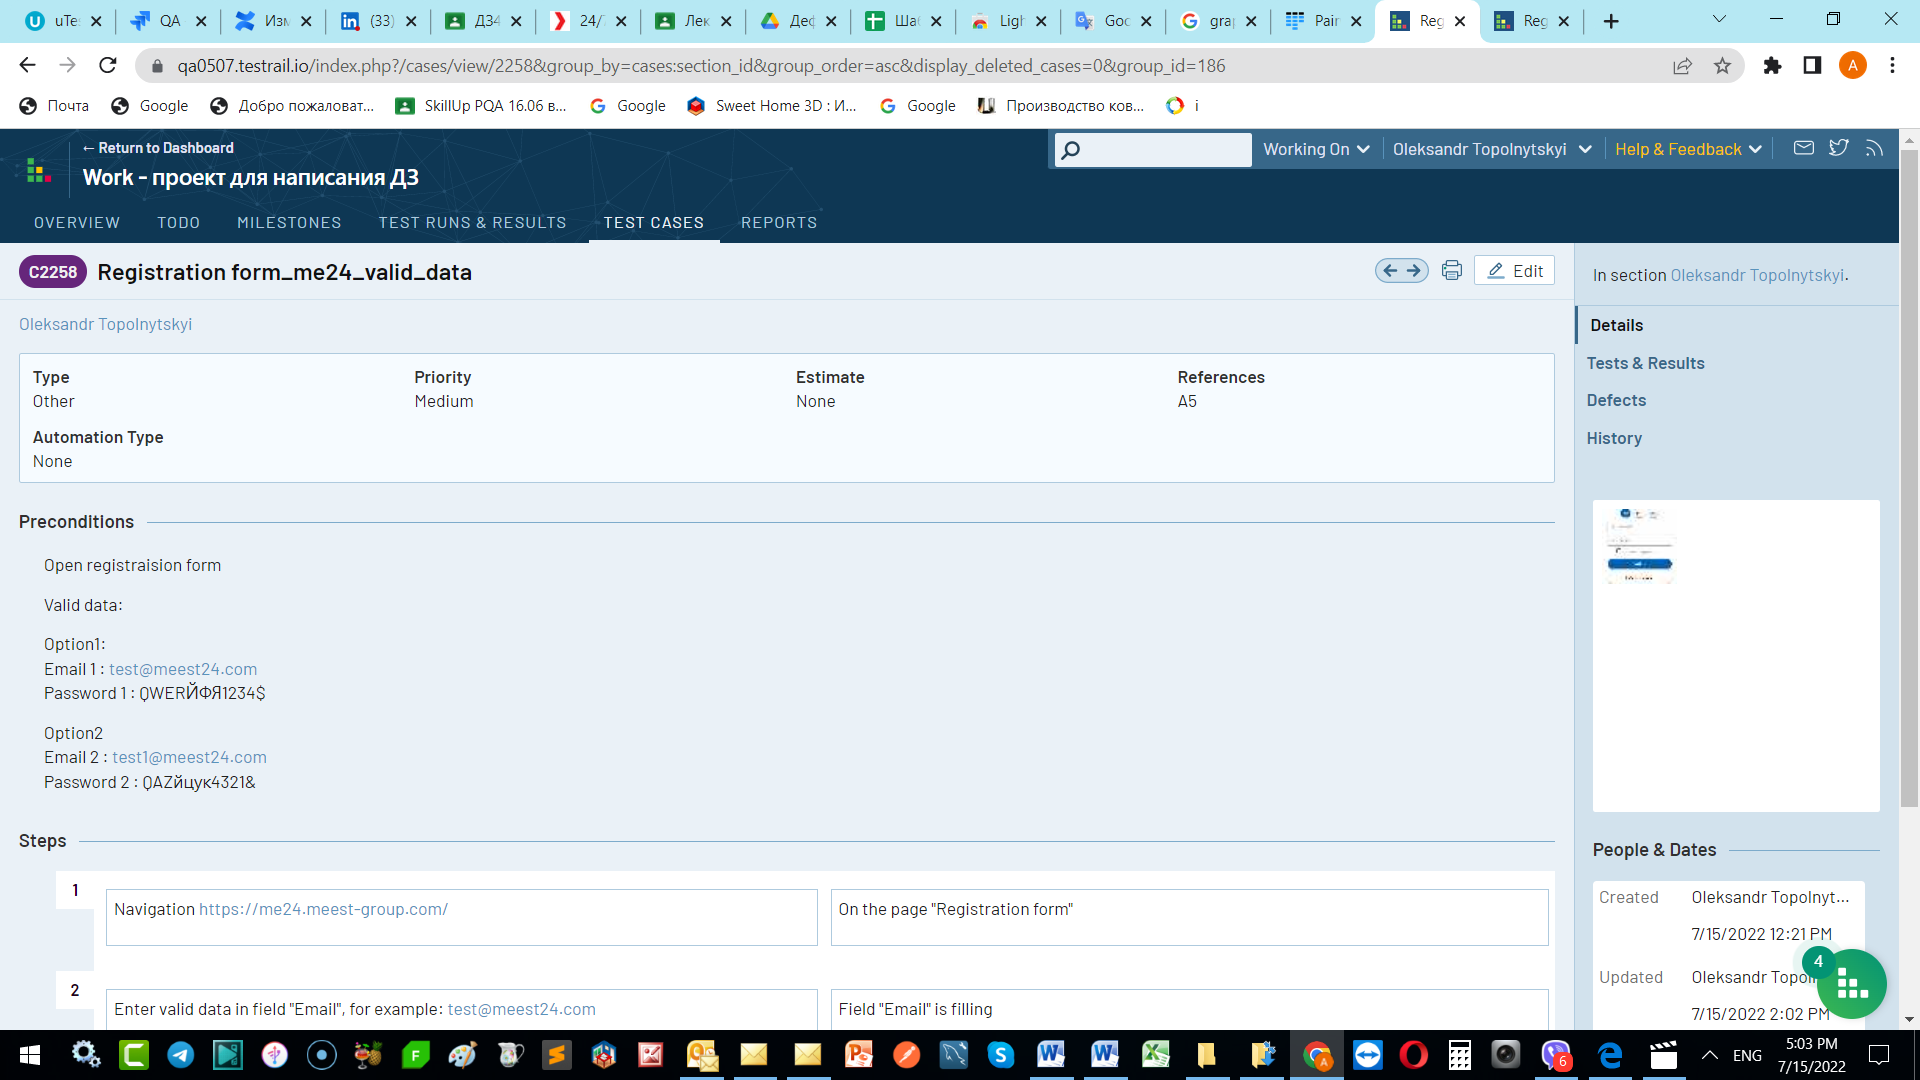 uTe:
QA
Изм
(33)
ДЗ4
24/
Лек
Деф
Шаб
Ligh
Goo
gra
Pain
Reg
Reg
qa0507.testrail.io/index.php?/cases/view/2258&group_by=cases:section_id&group_order=asc&display_deleted_cases=0&group_id=186
A
Почта
Google
Добро пожаловат...
SkillUp PQA 16.06 в...
Google
Sweet Home 3D : И...
Google
Производство ков...
i
← Return to Dashboard
Work - проект для написания ДЗ
Working On
Oleksandr Topolnytskyi
Help & Feedback
OVERVIEW TODO MILESTONES TEST RUNS & RESULTS TEST CASES REPORTS
C2258 Registration form_me24_valid_data
Edit
In section Oleksandr Topolnytskyi.
Oleksandr Topolnytskyi
Details
Tests & Results
Defects
History
Type Priority Estimate References
Other Medium None A5
Automation Type
None
Preconditions
Open registraision form
Valid data:
Option1:
Email 1 : test@meest24.com
Password 1 : QWERЙФЯ1234$
Option2
Email 2 : test1@meest24.com
Password 2 : QAZйцук4321&
Steps
1
Navigation https://me24.meest-group.com/
On the page "Registration form"
2
Enter valid data in field "Email", for example: test@meest24.com
Field "Email" is filling
People & Dates
Created Oleksandr Topolnyt...
7/15/2022 12:21 PM
Updated Oleksandr Topol
7/15/2022 2:02 PM
4
6
ENG
5:03 PM
7/15/2022